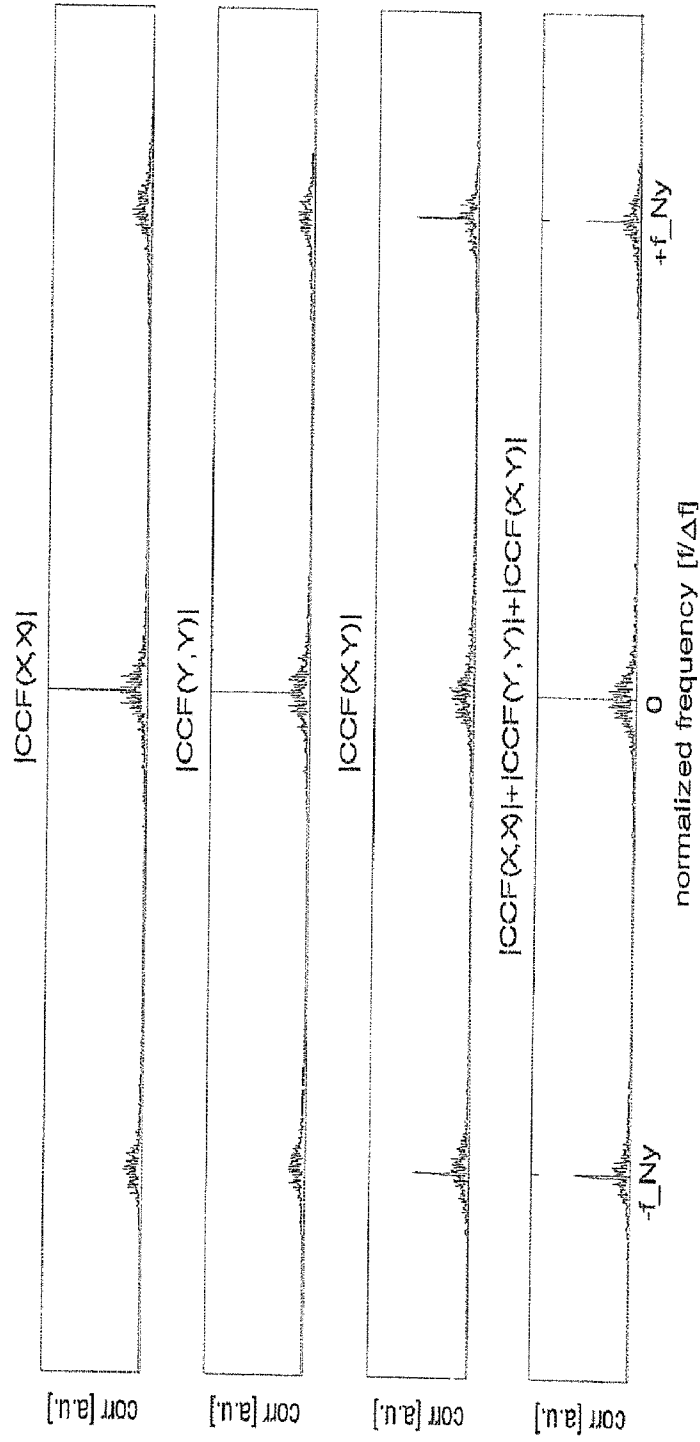 |CCF(X,X)|
corr [a.u.]
|CCF(Y,Y)|
corr [a.u.]
|CCF(X,Y)|
corr [a.u.]
|CCF(X,X)|+|CCF(Y,Y)|+|CCF(X,Y)|
corr [a.u.]
-f_Ny
0
+f_Ny
normalized frequency [f/Δf]